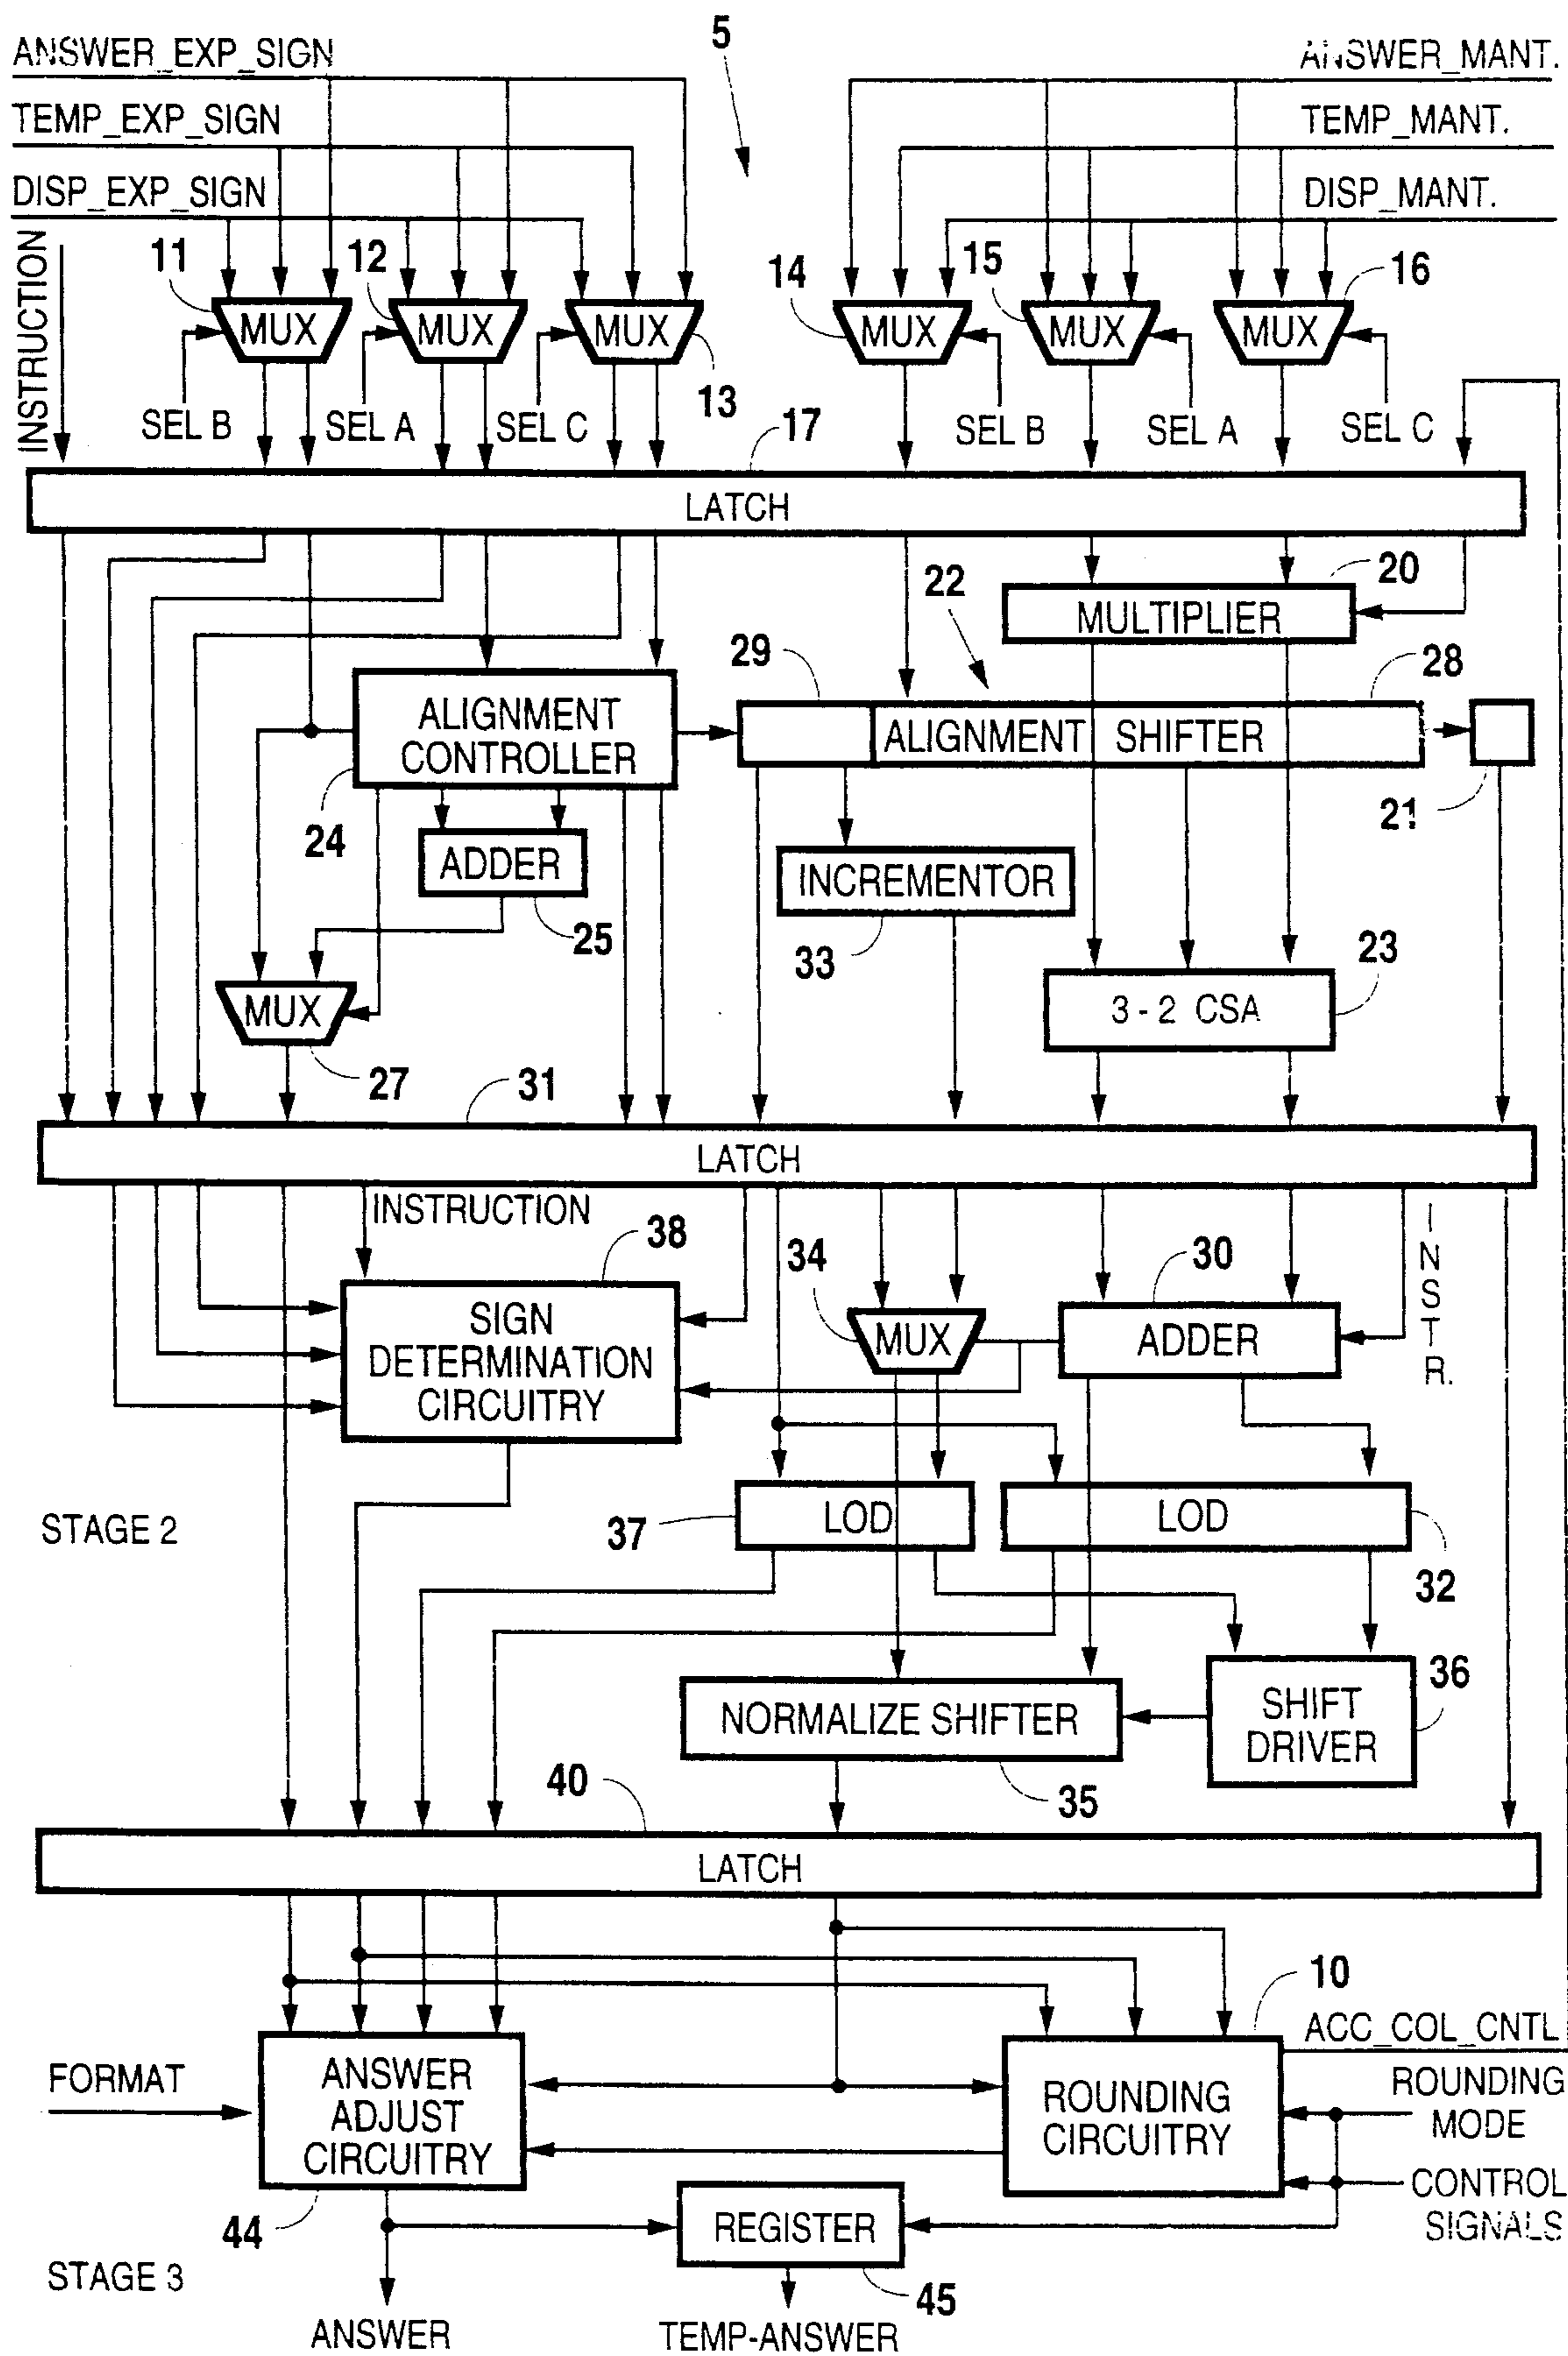 5
ANSWER_EXP_SIGN
ANSWER_MANT.
TEMP_EXP_SIGN
TEMP_MANT.
DISP_EXP_SIGN
DISP_MANT.
INSTRUCTION
11
12
14
15
16
MUX
MUX
MUX
MUX
MUX
MUX
13
SEL B
SEL A
SEL C
SEL B
SEL A
SEL C
17
LATCH
20
22
MULTIPLIER
29
28
ALIGNMENT
CONTROLLER
ALIGNMENT SHIFTER
24
21
ADDER
INCREMENTOR
25
33
23
MUX
3-2 CSA
27
31
LATCH
INSTRUCTION
38
34
30
INSTR.
SIGN
DETERMINATION
CIRCUITRY
MUX
ADDER
STAGE 2
37
LOD
LOD
32
NORMALIZE SHIFTER
SHIFT
DRIVER
36
40
35
LATCH
10
ACC_COL_CNTL
FORMAT
ANSWER
ADJUST
CIRCUITRY
ROUNDING
CIRCUITRY
ROUNDING
MODE
CONTROL
SIGNALS
44
REGISTER
STAGE 3
45
ANSWER
TEMP-ANSWER